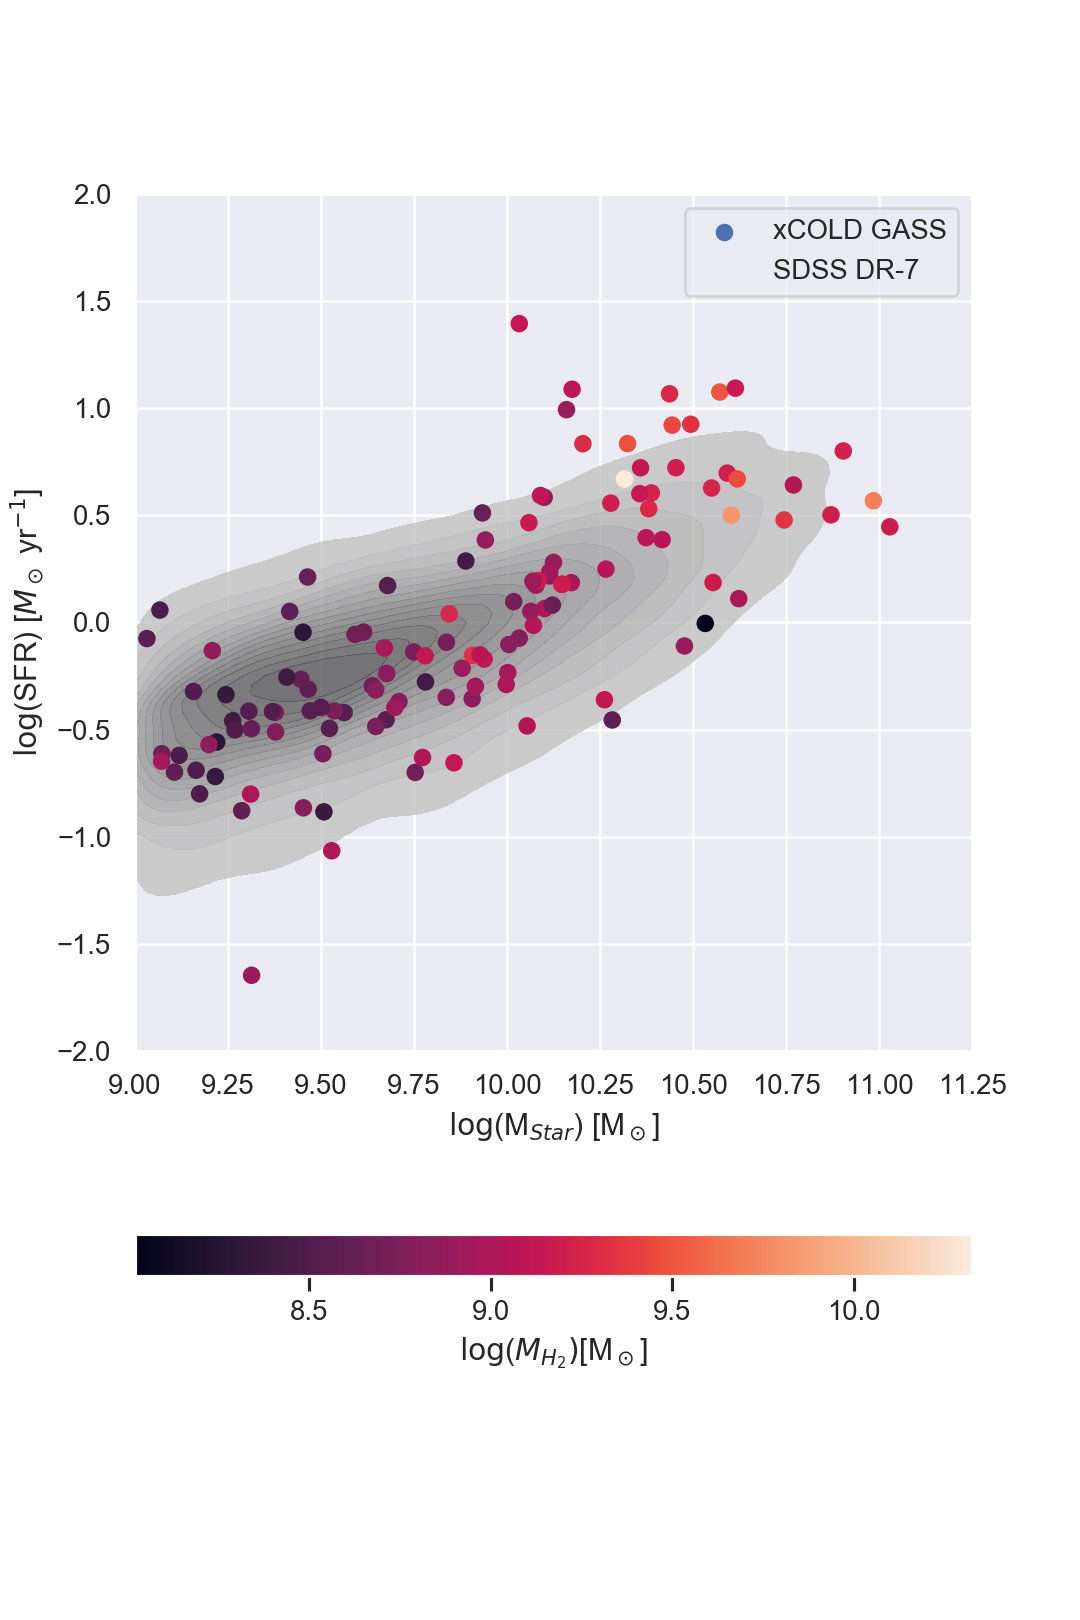 2.0
1.5
1.0
0.5
0.0
−0.5
−1.0
−1.5
−2.0
log(SFR) [M⊙ yr⁻¹]
xCOLD GASS
SDSS DR-7
9.00 9.25 9.50 9.75 10.00 10.25 10.50 10.75 11.00 11.25
log(M_Star) [M⊙]
8.5 9.0 9.5 10.0
log(M_H₂)[M⊙]